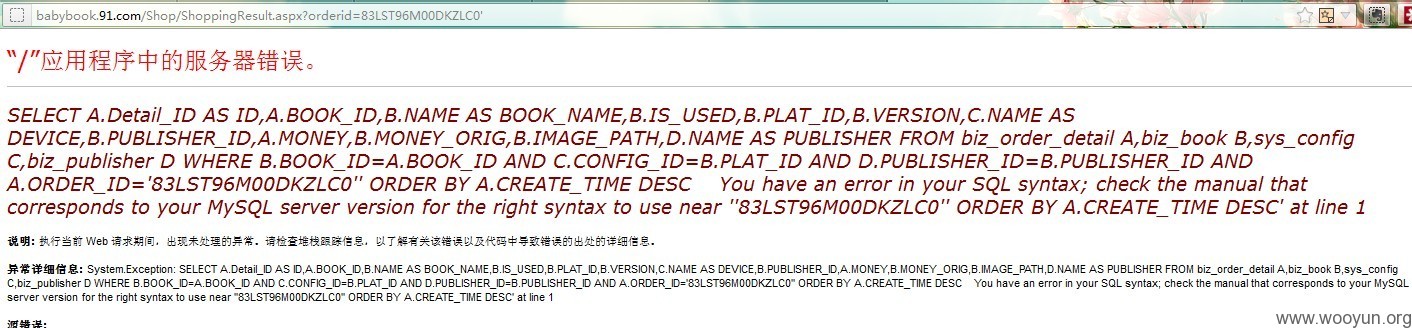 babybook.91.com/Shop/ShoppingResult.aspx?orderid=83LST96M00DKZLC0'
“/”应用程序中的服务器错误。
SELECT A.Detail_ID AS ID,A.BOOK_ID,B.NAME AS BOOK_NAME,B.IS_USED,B.PLAT_ID,B.VERSION,C.NAME AS
DEVICE,B.PUBLISHER_ID,A.MONEY,B.MONEY_ORIG,B.IMAGE_PATH,D.NAME AS PUBLISHER FROM biz_order_detail A,biz_book B,sys_config
C,biz_publisher D WHERE B.BOOK_ID=A.BOOK_ID AND C.CONFIG_ID=B.PLAT_ID AND D.PUBLISHER_ID=B.PUBLISHER_ID AND
A.ORDER_ID='83LST96M00DKZLC0'' ORDER BY A.CREATE_TIME DESC You have an error in your SQL syntax; check the manual that
corresponds to your MySQL server version for the right syntax to use near ''83LST96M00DKZLC0'' ORDER BY A.CREATE_TIME DESC' at line 1
说明: 执行当前 Web 请求期间，出现未处理的异常。请检查堆栈跟踪信息，以了解有关该错误以及代码中导致错误的出处的详细信息。
异常详细信息: System.Exception: SELECT A.Detail_ID AS ID,A.BOOK_ID,B.NAME AS BOOK_NAME,B.IS_USED,B.PLAT_ID,B.VERSION,C.NAME AS DEVICE,B.PUBLISHER_ID,A.MONEY,B.MONEY_ORIG,B.IMAGE_PATH,D.NAME AS PUBLISHER FROM biz_order_detail A,biz_book B,sys_config
C,biz_publisher D WHERE B.BOOK_ID=A.BOOK_ID AND C.CONFIG_ID=B.PLAT_ID AND D.PUBLISHER_ID=B.PUBLISHER_ID AND A.ORDER_ID='83LST96M00DKZLC0'' ORDER BY A.CREATE_TIME DESC You have an error in your SQL syntax; check the manual that corresponds to your MySQL
server version for the right syntax to use near ''83LST96M00DKZLC0'' ORDER BY A.CREATE_TIME DESC' at line 1
源错误:
www.wooyun.org